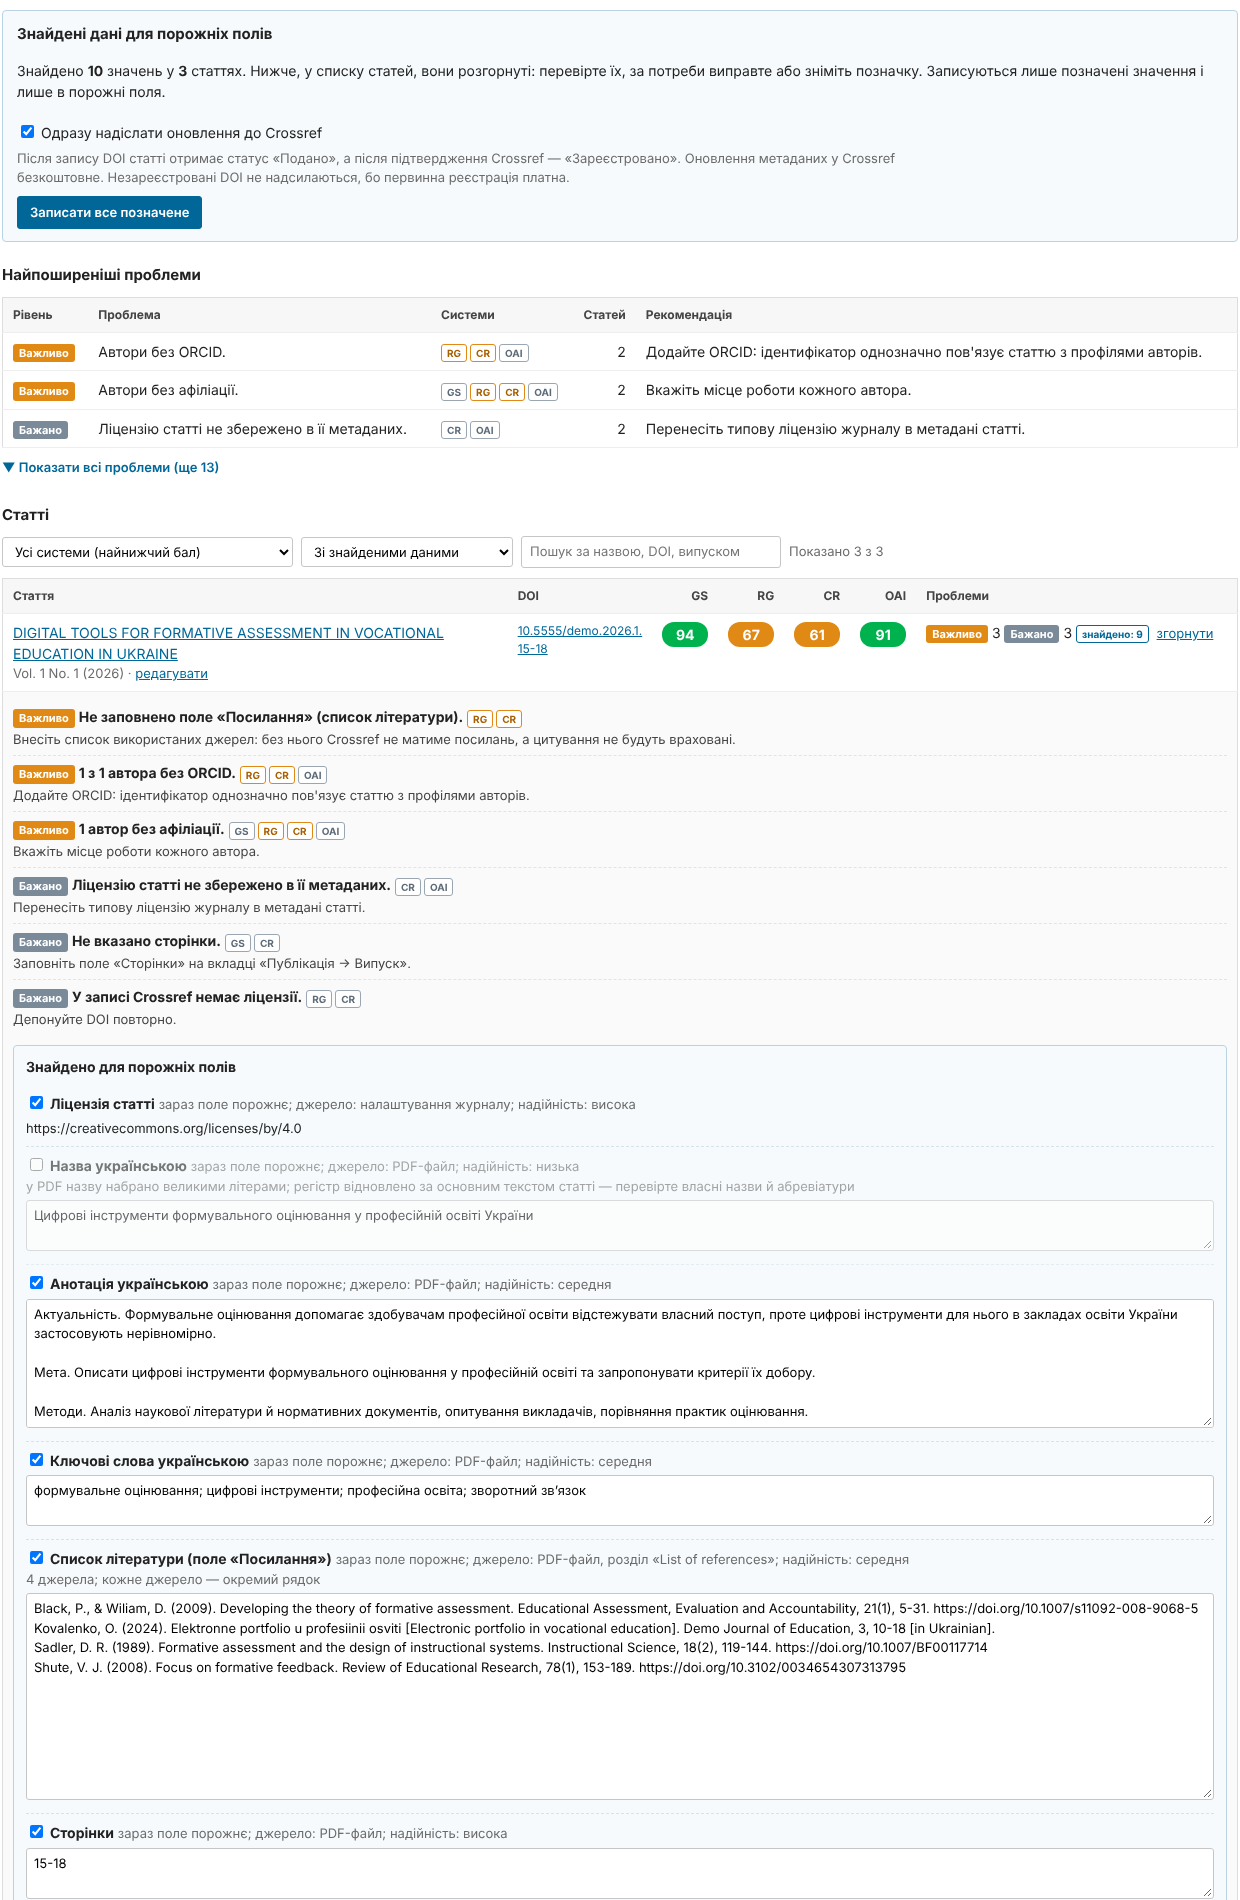 Знайдені дані для порожніх полів
Знайдено 10 значень у 3 статтях. Нижче, у списку статей, вони розгорнуті: перевірте їх, за потреби виправте або зніміть позначку. Записуються лише позначені значення і
лише в порожні поля.
Одразу надіслати оновлення до Crossref
Після запису DOI статті отримає статус «Подано», а після підтвердження Crossref — «Зареєстровано». Оновлення метаданих у Crossref
безкоштовне. Незареєстровані DOI не надсилаються, бо первинна реєстрація платна.
Записати все позначене
Найпоширеніші проблеми
Рівень Проблема Системи Статей Рекомендація
Важливо Автори без ORCID. RG CR OAI 2 Додайте ORCID: ідентифікатор однозначно пов'язує статтю з профілями авторів.
Важливо Автори без афіліації. GS RG CR OAI 2 Вкажіть місце роботи кожного автора.
Бажано Ліцензію статті не збережено в її метаданих. CR OAI 2 Перенесіть типову ліцензію журналу в метадані статті.
▼ Показати всі проблеми (ще 13)
Статті
Усі системи (найнижчий бал) Зі знайденими даними Пошук за назвою, DOI, випуском Показано 3 з 3
Стаття DOI GS RG CR OAI Проблеми
DIGITAL TOOLS FOR FORMATIVE ASSESSMENT IN VOCATIONAL 10.5555/demo.2026.1. 94 67 61 91 Важливо 3 Бажано 3 знайдено: 9 згорнути
EDUCATION IN UKRAINE 15-18
Vol. 1 No. 1 (2026) · редагувати
Важливо Не заповнено поле «Посилання» (список літератури). RG CR
Внесіть список використаних джерел: без нього Crossref не матиме посилань, а цитування не будуть враховані.
Важливо 1 з 1 автора без ORCID. RG CR OAI
Додайте ORCID: ідентифікатор однозначно пов'язує статтю з профілями авторів.
Важливо 1 автор без афіліації. GS RG CR OAI
Вкажіть місце роботи кожного автора.
Бажано Ліцензію статті не збережено в її метаданих. CR OAI
Перенесіть типову ліцензію журналу в метадані статті.
Бажано Не вказано сторінки. GS CR
Заповніть поле «Сторінки» на вкладці «Публікація → Випуск».
Бажано У записі Crossref немає ліцензії. RG CR
Депонуйте DOI повторно.
Знайдено для порожніх полів
Ліцензія статті зараз поле порожнє; джерело: налаштування журналу; надійність: висока
https://creativecommons.org/licenses/by/4.0
Назва українською зараз поле порожнє; джерело: PDF-файл; надійність: низька
у PDF назву набрано великими літерами; регістр відновлено за основним текстом статті — перевірте власні назви й абревіатури
Цифрові інструменти формувального оцінювання у професійній освіті України
Анотація українською зараз поле порожнє; джерело: PDF-файл; надійність: середня
Актуальність. Формувальне оцінювання допомагає здобувачам професійної освіти відстежувати власний поступ, проте цифрові інструменти для нього в закладах освіти України
застосовують нерівномірно.
Мета. Описати цифрові інструменти формувального оцінювання у професійній освіті та запропонувати критерії їх добору.
Методи. Аналіз наукової літератури й нормативних документів, опитування викладачів, порівняння практик оцінювання.
Ключові слова українською зараз поле порожнє; джерело: PDF-файл; надійність: середня
формувальне оцінювання; цифрові інструменти; професійна освіта; зворотний зв’язок
Список літератури (поле «Посилання») зараз поле порожнє; джерело: PDF-файл, розділ «List of references»; надійність: середня
4 джерела; кожне джерело — окремий рядок
Black, P., & Wiliam, D. (2009). Developing the theory of formative assessment. Educational Assessment, Evaluation and Accountability, 21(1), 5-31. https://doi.org/10.1007/s11092-008-9068-5
Kovalenko, O. (2024). Elektronne portfolio u profesiinii osviti [Electronic portfolio in vocational education]. Demo Journal of Education, 3, 10-18 [in Ukrainian].
Sadler, D. R. (1989). Formative assessment and the design of instructional systems. Instructional Science, 18(2), 119-144. https://doi.org/10.1007/BF00117714
Shute, V. J. (2008). Focus on formative feedback. Review of Educational Research, 78(1), 153-189. https://doi.org/10.3102/0034654307313795
Сторінки зараз поле порожнє; джерело: PDF-файл; надійність: висока
15-18